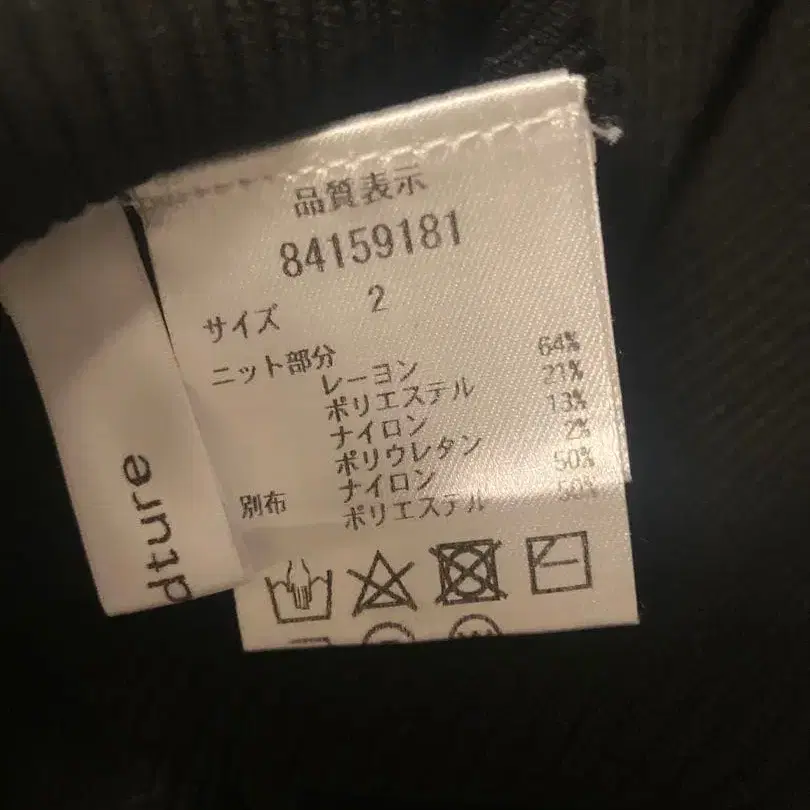 品質表示
84159181
サイズ 2
ニット部分
レーヨン 64%
ポリエステル 21%
ナイロン 13%
ポリウレタン 2%
別布
ナイロン 50%
ポリエステル 50%
dture